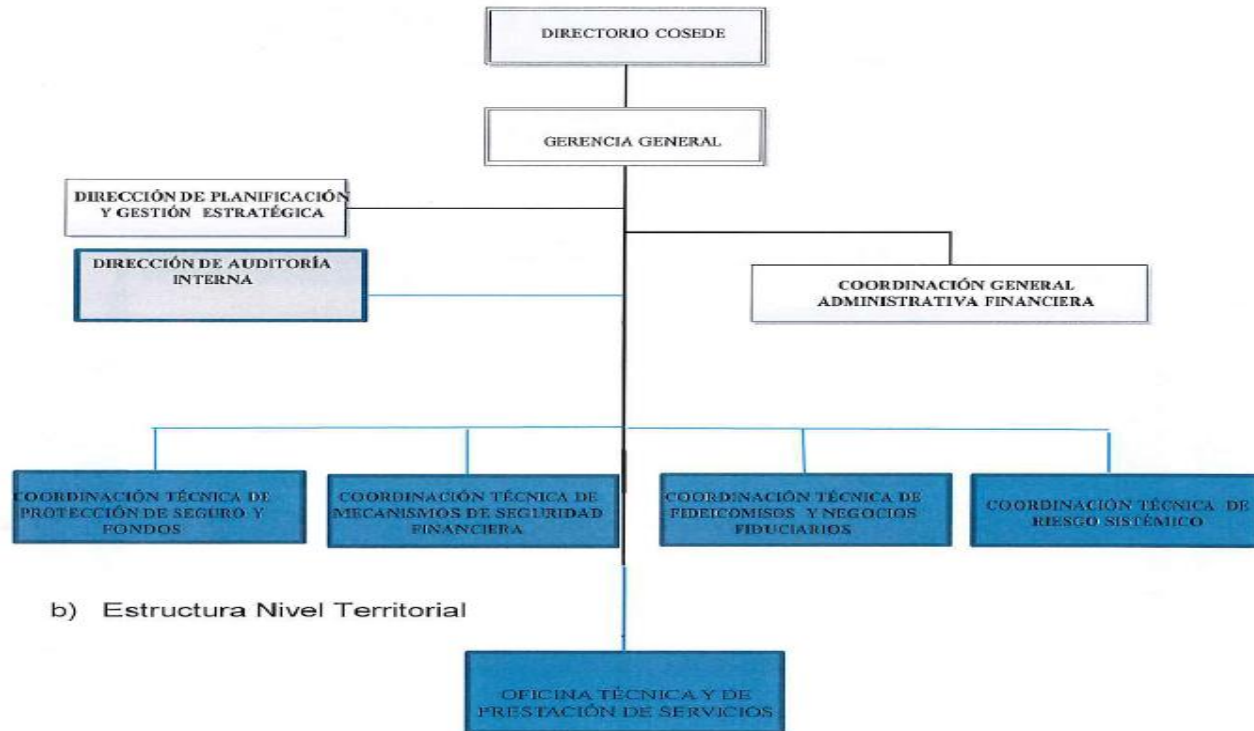 DIRECTORIO COSEDE
GERENCIA GENERAL
DIRECCIÓN DE PLANIFICACIÓN
Y GESTIÓN ESTRATÉGICA
DIRECCIÓN DE AUDITORÍA
INTERNA
COORDINACIÓN GENERAL
ADMINISTRATIVA FINANCIERA
COORDINACIÓN TÉCNICA DE
PROTECCIÓN DE SEGURO Y
FONDOS
COORDINACIÓN TÉCNICA DE
MECANISMOS DE SEGURIDAD
FINANCIERA
COORDINACIÓN TÉCNICA DE
FIDEICOMISOS Y NEGOCIOS
FIDUCIARIOS
COORDINACIÓN TÉCNICA DE
RIESGO SISTÉMICO
b) Estructura Nivel Territorial
OFICINA TÉCNICA Y DE
PRESTACIÓN DE SERVICIOS